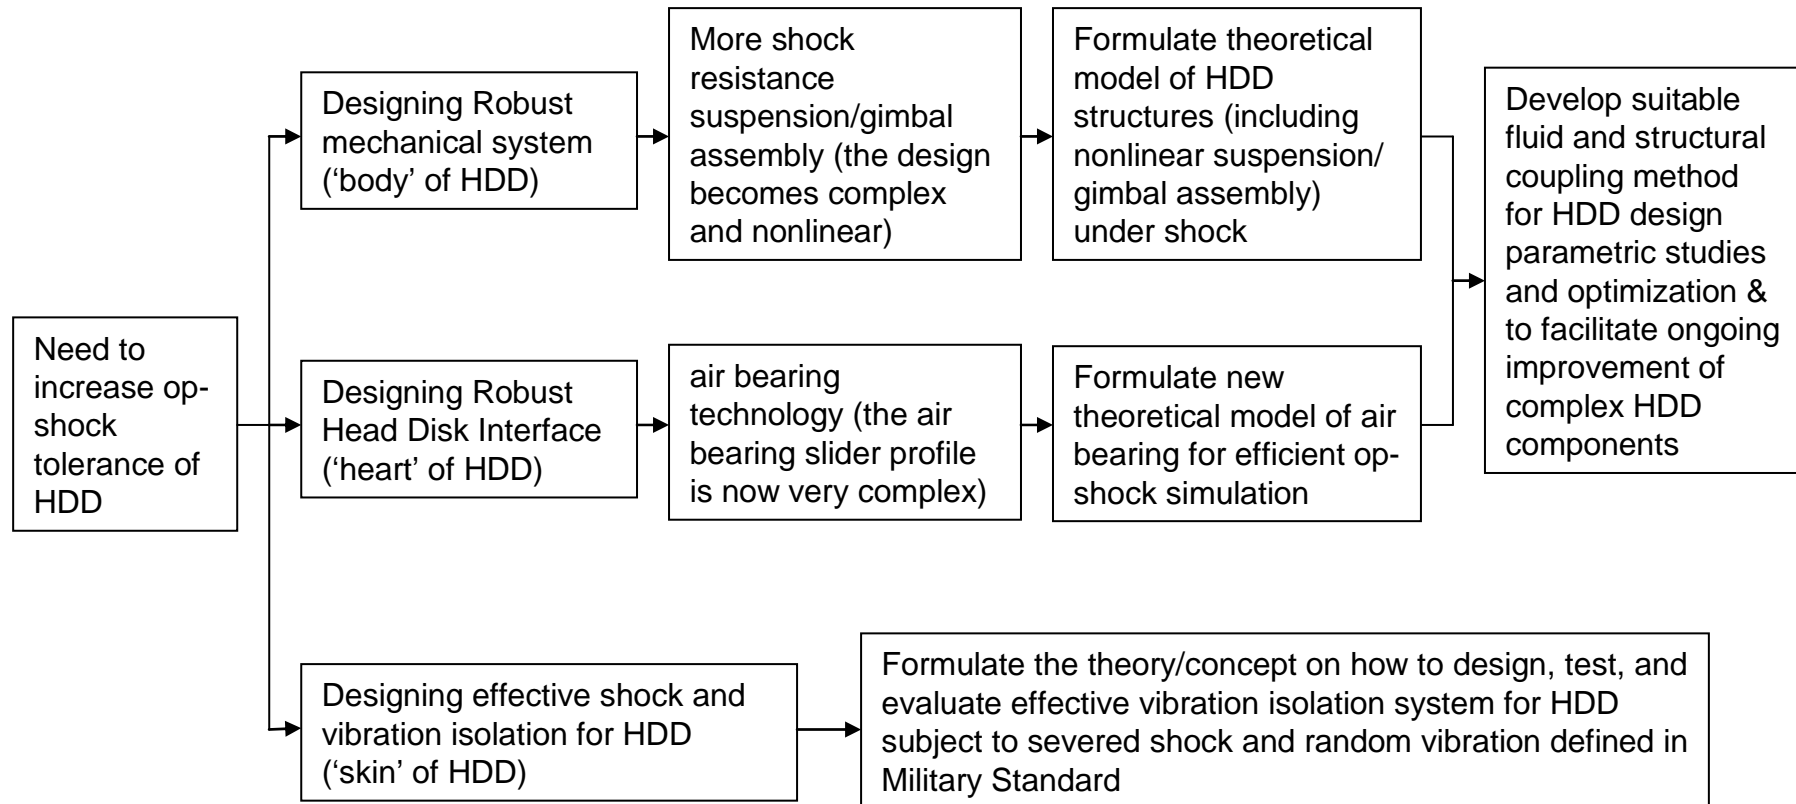 Need to
increase op-
shock
tolerance of
HDD
Designing Robust
mechanical system
(‘body’ of HDD)
More shock
resistance
suspension/gimbal
assembly (the design
becomes complex
and nonlinear)
Formulate theoretical
model of HDD
structures (including
nonlinear suspension/
gimbal assembly)
under shock
Designing Robust
Head Disk Interface
(‘heart’ of HDD)
air bearing
technology (the air
bearing slider profile
is now very complex)
Formulate new
theoretical model of air
bearing for efficient op-
shock simulation
Develop suitable
fluid and structural
coupling method
for HDD design
parametric studies
and optimization &
to facilitate ongoing
improvement of
complex HDD
components
Designing effective shock and
vibration isolation for HDD
(‘skin’ of HDD)
Formulate the theory/concept on how to design, test, and
evaluate effective vibration isolation system for HDD
subject to severed shock and random vibration defined in
Military Standard